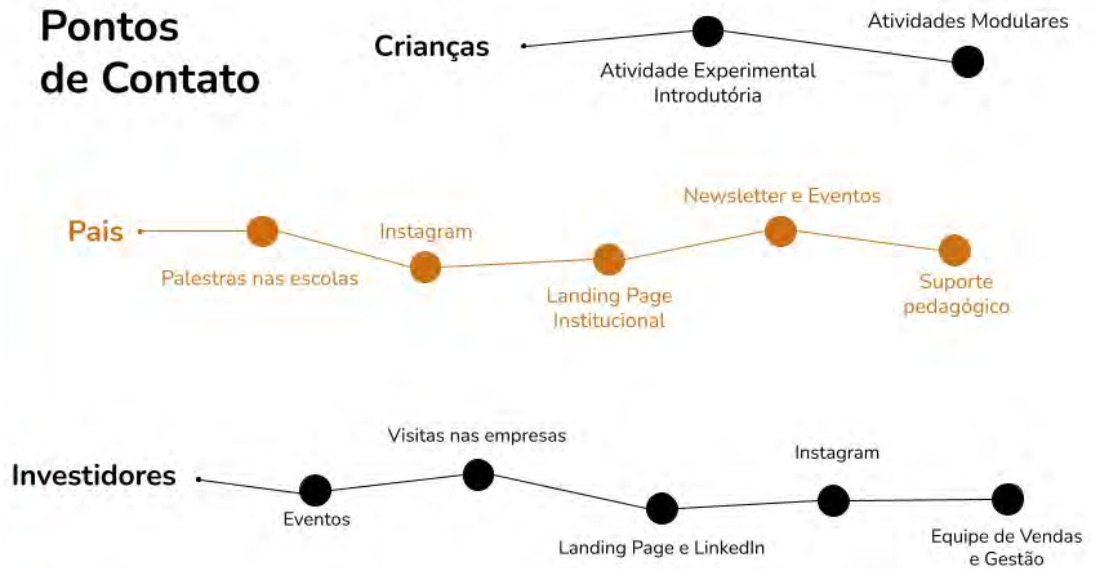 Pontos
de Contato
Crianças
Atividade Experimental
Introdutória
Atividades Modulares
Pais
Palestras nas escolas
Instagram
Landing Page
Institucional
Newsletter e Eventos
Suporte
pedagógico
Investidores
Eventos
Visitas nas empresas
Landing Page e LinkedIn
Instagram
Equipe de Vendas
e Gestão